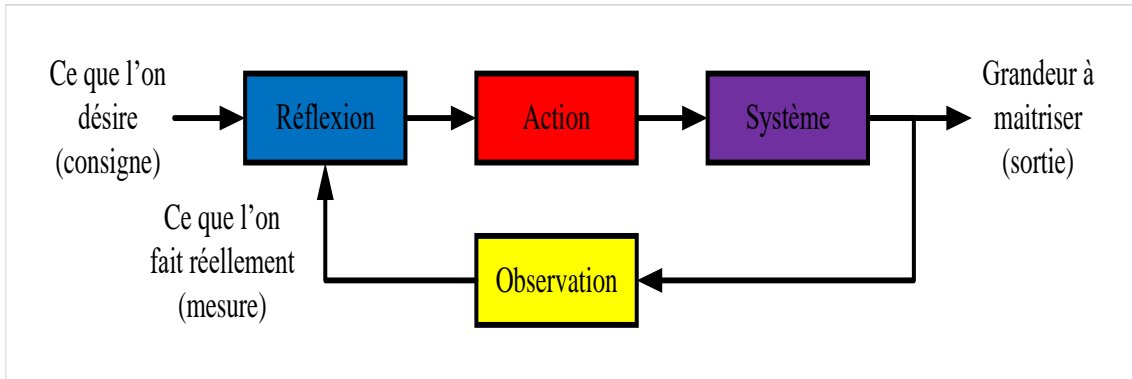 Ce que l’on
désire
(consigne)
Réflexion
Action
Système
Grandeur à
maitriser
(sortie)
Ce que l’on
fait réellement
(mesure)
Observation